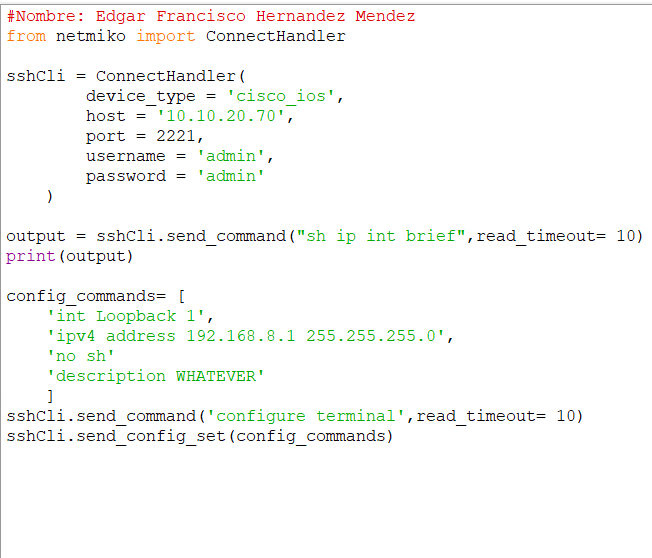 #Nombre: Edgar Francisco Hernandez Mendez
from netmiko import ConnectHandler

sshCli = ConnectHandler(
        device_type = 'cisco_ios',
        host = '10.10.20.70',
        port = 2221,
        username = 'admin',
        password = 'admin'
    )

output = sshCli.send_command("sh ip int brief",read_timeout= 10)
print(output)

config_commands= [
    'int Loopback 1',
    'ipv4 address 192.168.8.1 255.255.255.0',
    'no sh'
    'description WHATEVER'
    ]
sshCli.send_command('configure terminal',read_timeout= 10)
sshCli.send_config_set(config_commands)